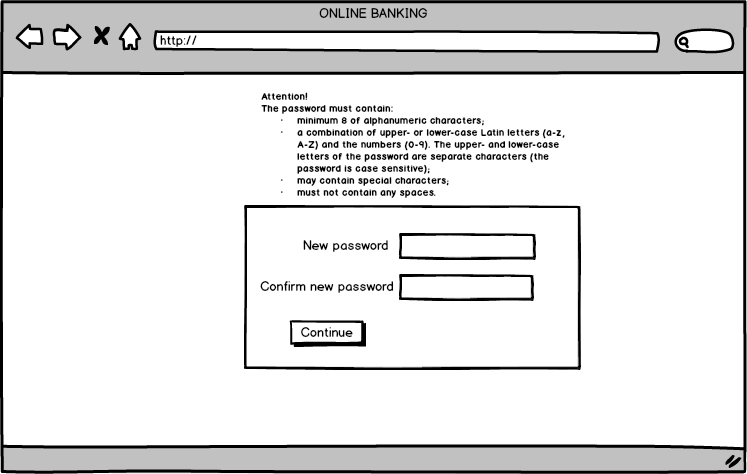 ONLINE BANKING
http://
Attention!
The password must contain:
· minimum 8 of alphanumeric characters;
· a combination of upper- or lower-case Latin letters (a-z,
A-Z) and the numbers (0-9). The upper- and lower-case
letters of the password are separate characters (the
password is case sensitive);
· may contain special characters;
· must not contain any spaces.
New password
Confirm new password
Continue